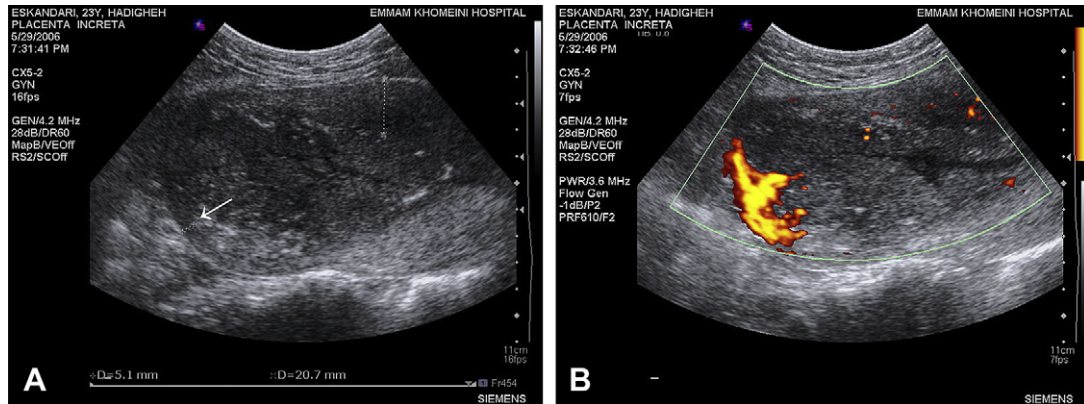 ESKANDARI, 23Y, HADIGHEH
EMMAM KHOMEINI HOSPITAL
PLACENTA INCRETA
5/29/2006
7:31:41 PM
CX5-2
GYN
16fps
GEN/4.2 MHz
28dB/DR60
MapB/VEOff
RS2/SCOff
11cm
16fps
D=5.1 mm
D=20.7 mm
Fr454
A
SIEMENS
ESKANDARI, 23Y, HADIGHEH
EMMAM KHOMEINI HOSPITAL
PLACENTA INCRETA
5/29/2006
7:32:46 PM
CX5-2
GYN
7fps
GEN/4.2 MHz
28dB/DR60
MapB/VEOff
RS2/SCOff
PWR/3.6 MHz
Flow Gen
-1dB/P2
PRF610/F2
11cm
7fps
B
SIEMENS